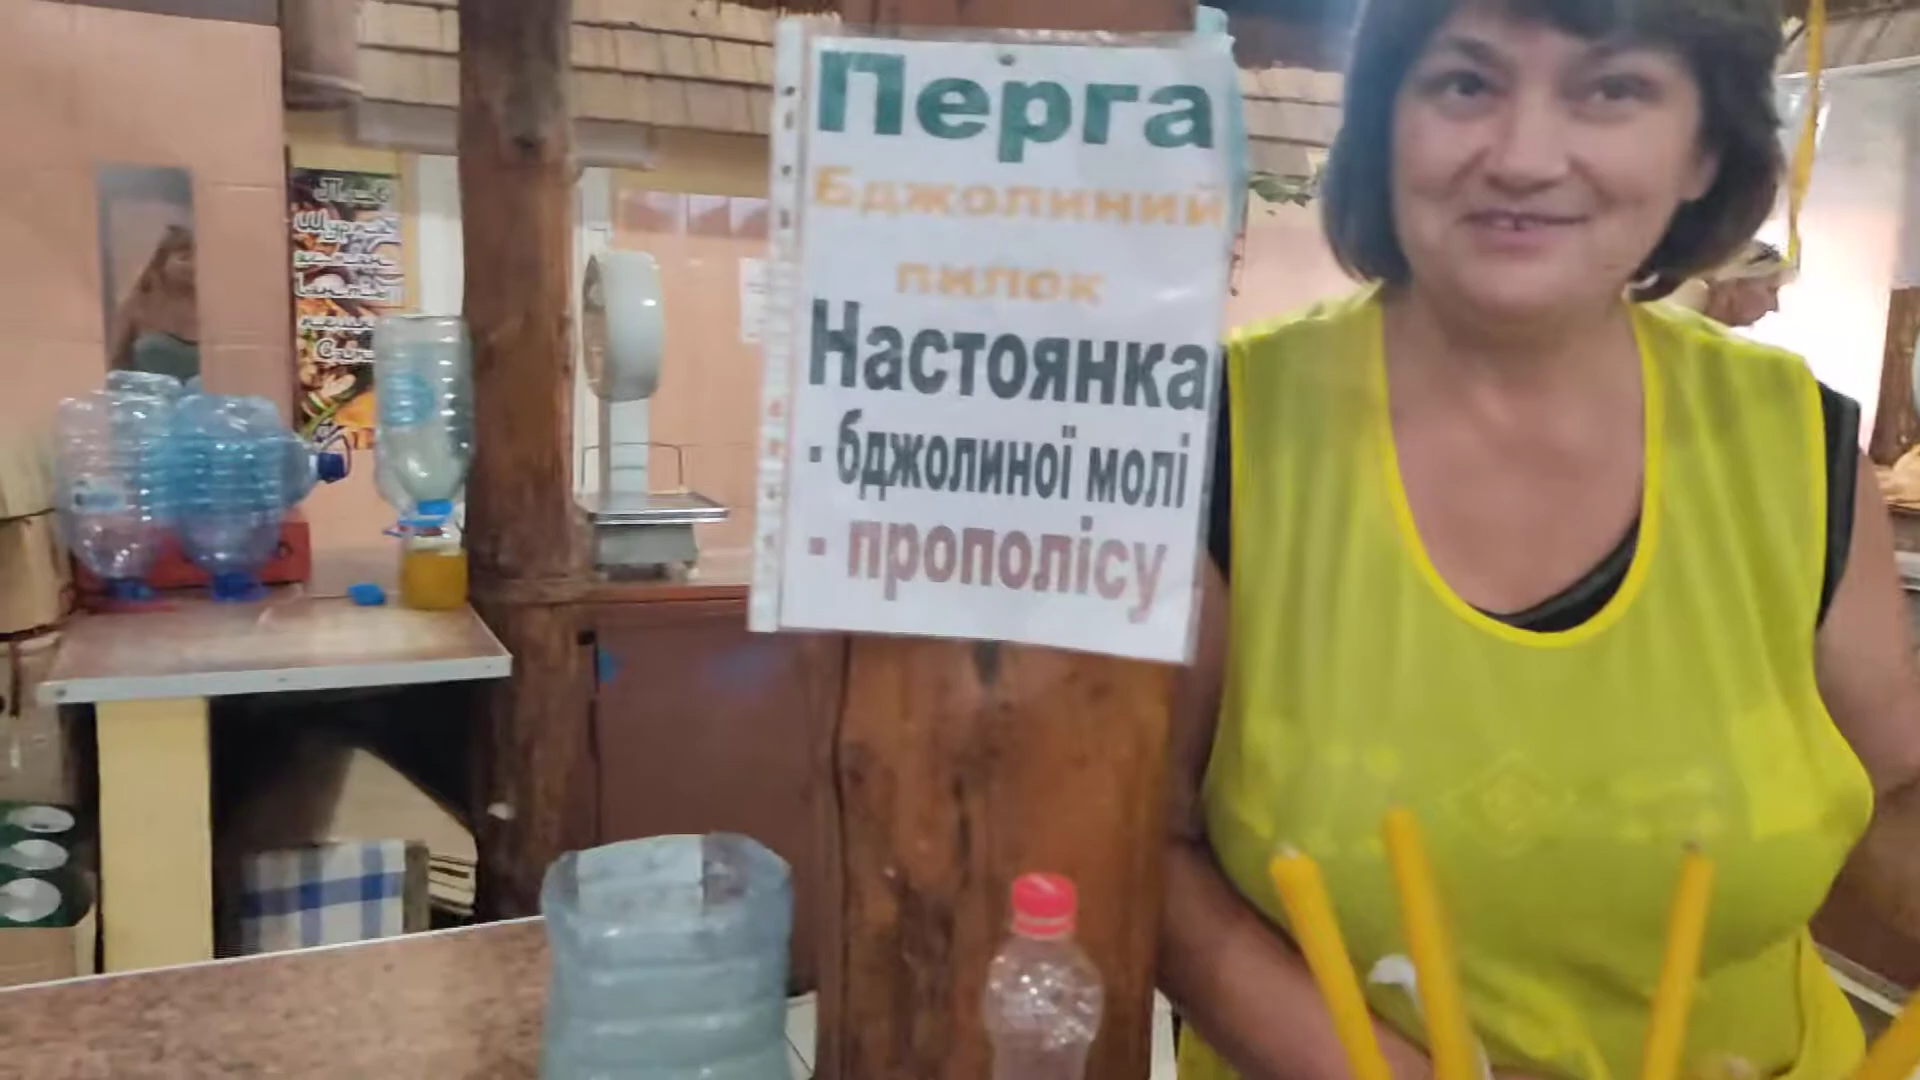 Перга
Бджолиний
пилок
Настоянка
- бджолиної молі
- прополісу